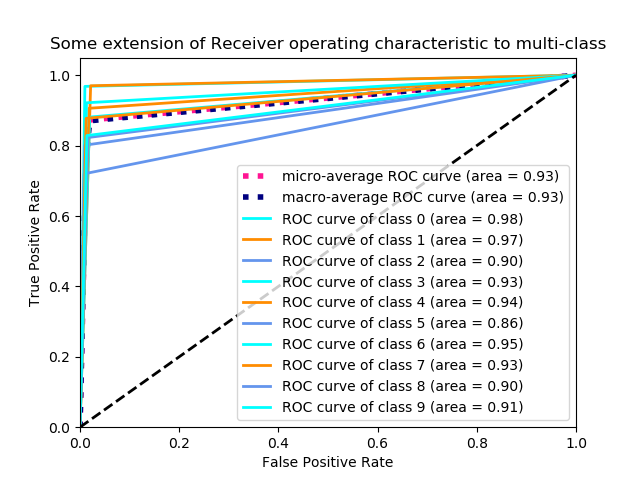 Some extension of Receiver operating characteristic to multi-class
1.0
0.8
0.6
0.4
0.2
0.0
True Positive Rate
micro-average ROC curve (area = 0.93)
macro-average ROC curve (area = 0.93)
ROC curve of class 0 (area = 0.98)
ROC curve of class 1 (area = 0.97)
ROC curve of class 2 (area = 0.90)
ROC curve of class 3 (area = 0.93)
ROC curve of class 4 (area = 0.94)
ROC curve of class 5 (area = 0.86)
ROC curve of class 6 (area = 0.95)
ROC curve of class 7 (area = 0.93)
ROC curve of class 8 (area = 0.90)
ROC curve of class 9 (area = 0.91)
0.0 0.2 0.4 0.6 0.8 1.0
False Positive Rate